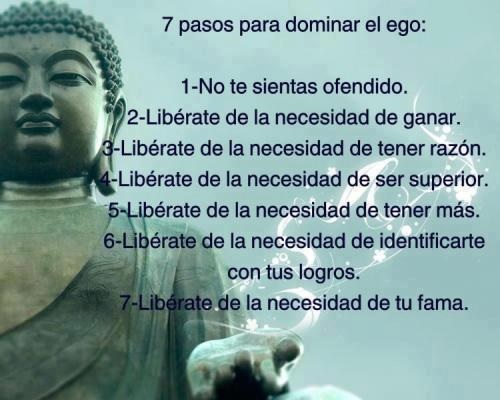 7 pasos para dominar el ego:
1-No te sientas ofendido.
2-Libérate de la necesidad de ganar.
3-Libérate de la necesidad de tener razón.
4-Libérate de la necesidad de ser superior.
5-Libérate de la necesidad de tener más.
6-Libérate de la necesidad de identificarte
con tus logros.
7-Libérate de la necesidad de tu fama.